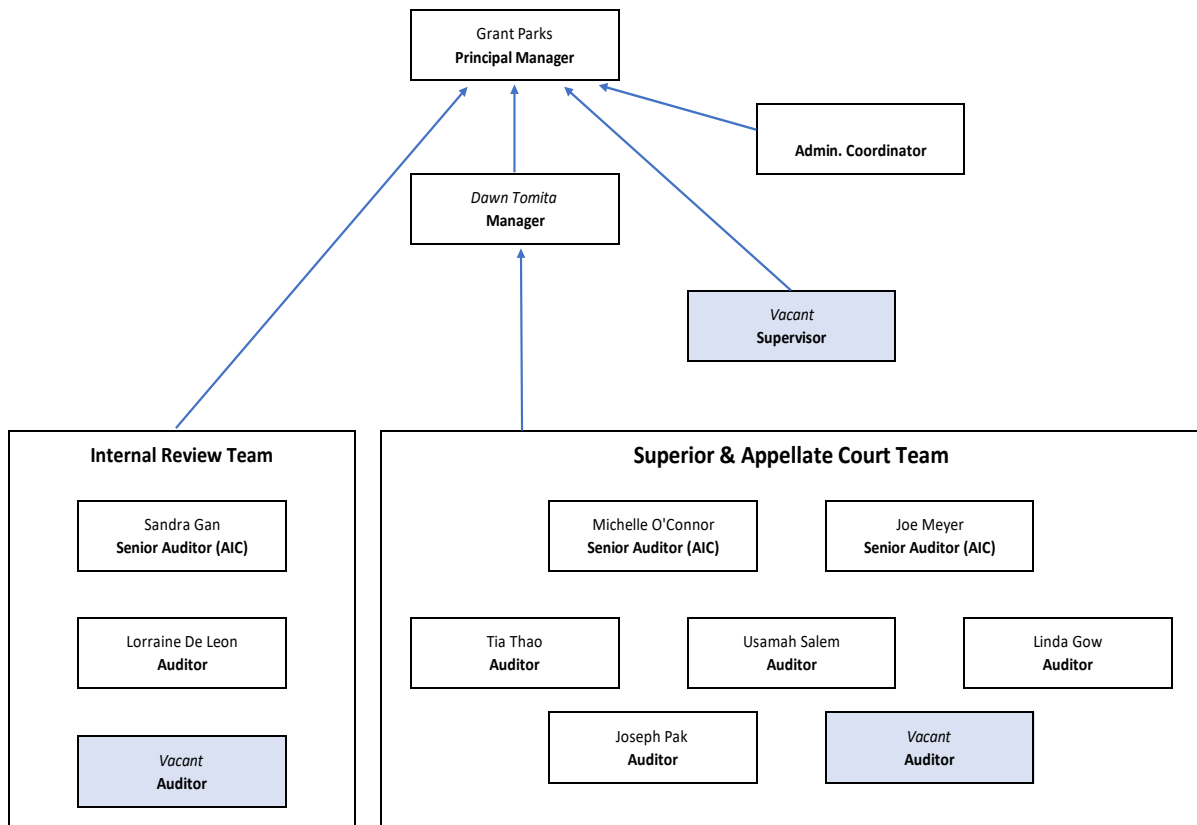 Grant Parks
Principal Manager
Admin. Coordinator
Dawn Tomita
Manager
Vacant
Supervisor
Internal Review Team
Sandra Gan
Senior Auditor (AIC)
Lorraine De Leon
Auditor
Vacant
Auditor
Superior & Appellate Court Team
Michelle O'Connor
Senior Auditor (AIC)
Joe Meyer
Senior Auditor (AIC)
Tia Thao
Auditor
Usamah Salem
Auditor
Linda Gow
Auditor
Joseph Pak
Auditor
Vacant
Auditor